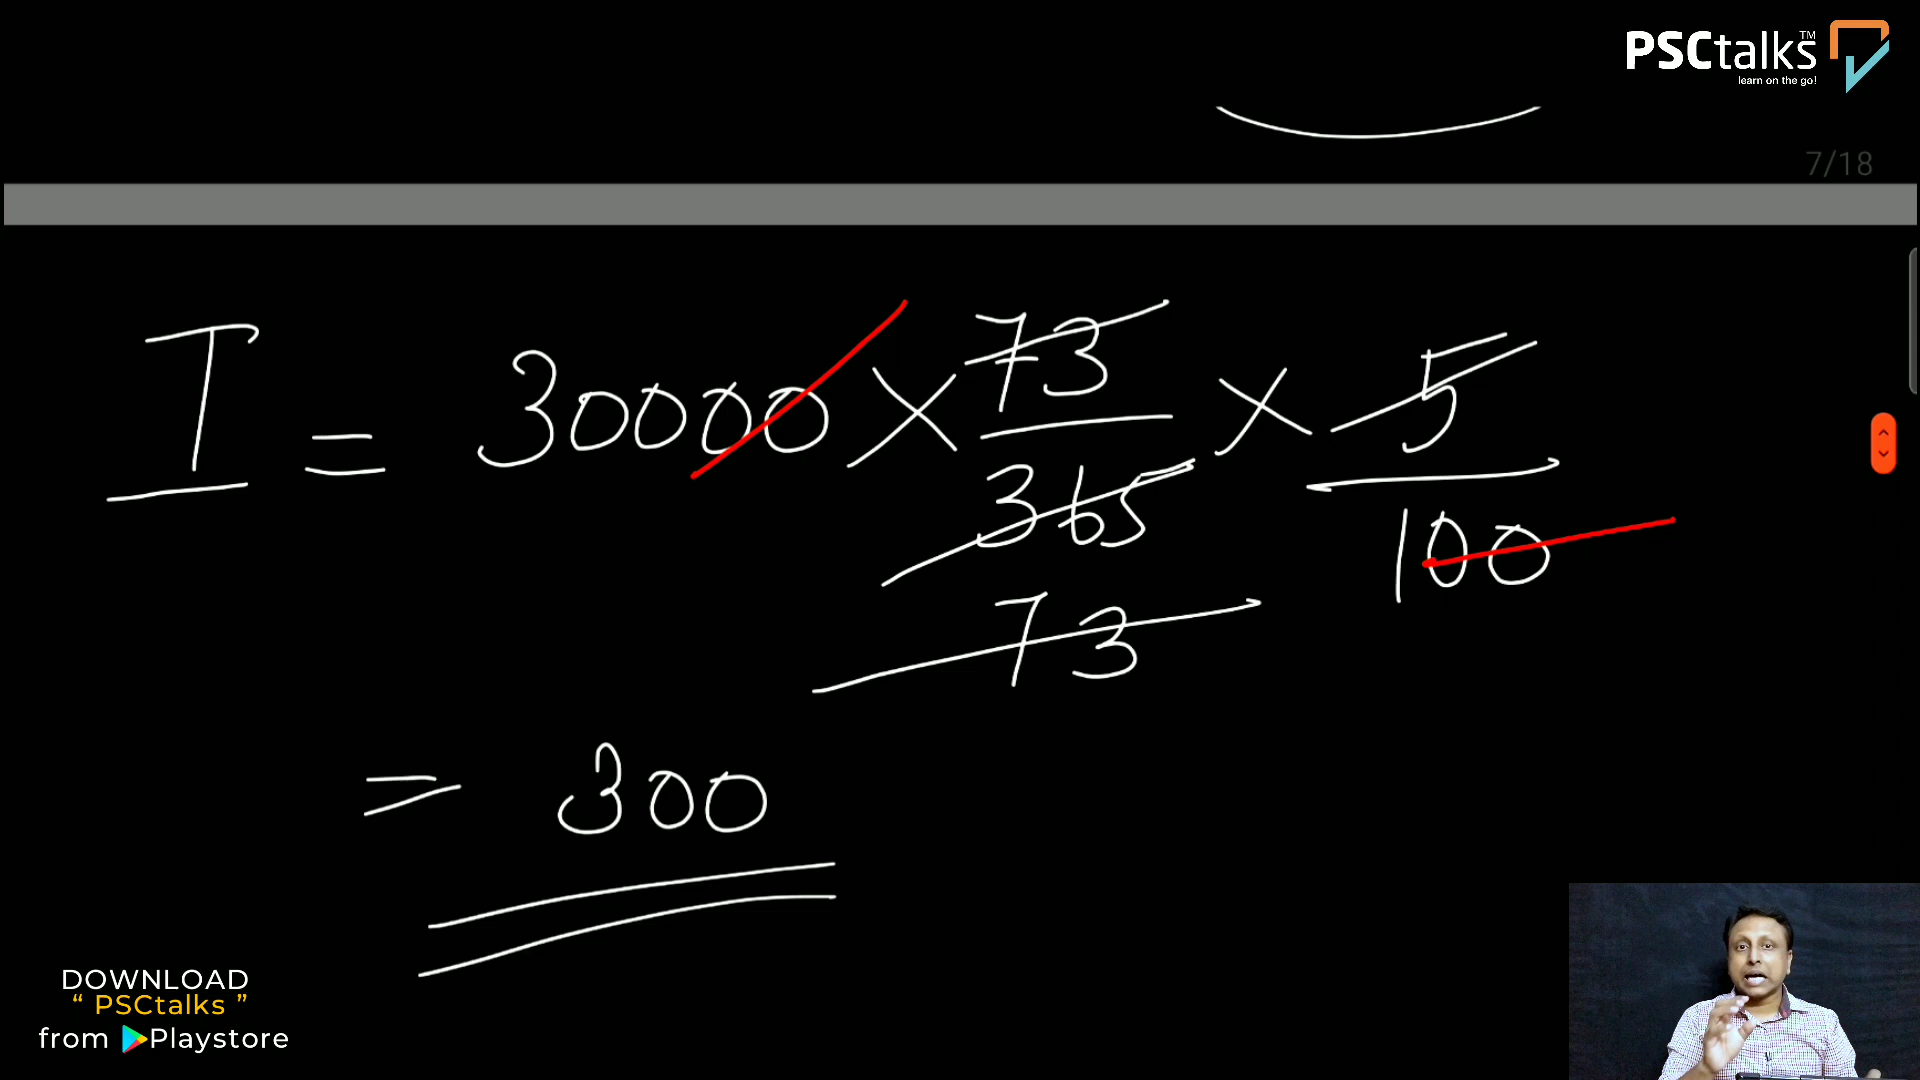 PSCtalks™
learn on the go!
7/18
I = 30000 × 73/365 × 5/100
73
= 300
DOWNLOAD
“ PSCtalks ”
from Playstore